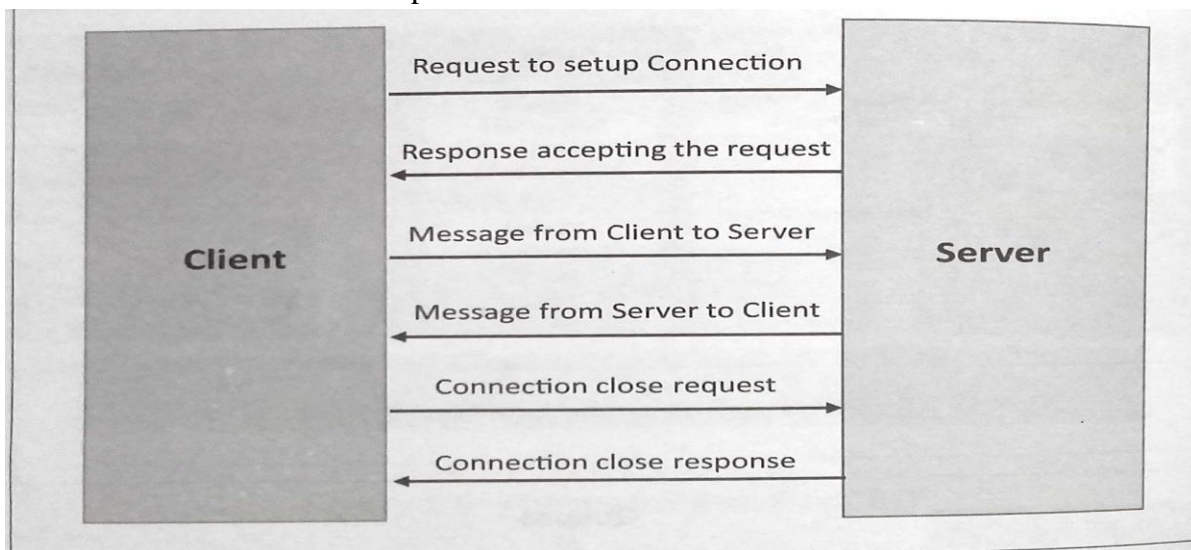 Request to setup Connection
Response accepting the request
Message from Client to Server
Client
Server
Message from Server to Client
Connection close request
Connection close response